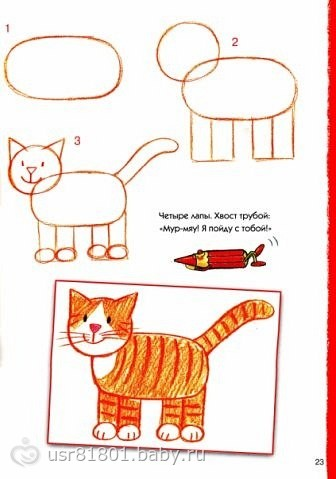 1
2
3
Четыре лапы. Хвост трубой:
«Мур-мяу! Я пойду с тобой!»
23
usr81801.baby.ru